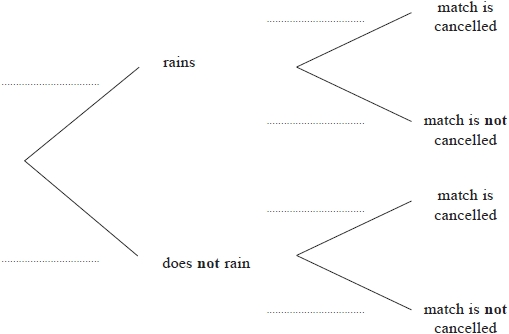 match is
cancelled
rains
match is not
cancelled
match is
cancelled
does not rain
match is not
cancelled